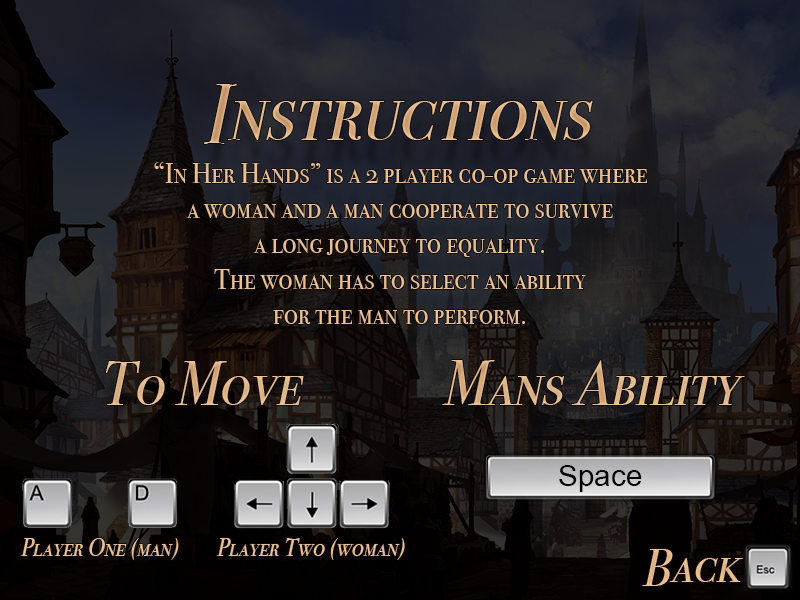 Instructions
“In Her Hands” is a 2 player co-op game where
a woman and a man cooperate to survive
a long journey to equality.
The woman has to select an ability
for the man to perform.
To Move
Mans Ability
↑
Space
A
D
←
↓
→
Player One (man)
Player Two (woman)
Back
Esc